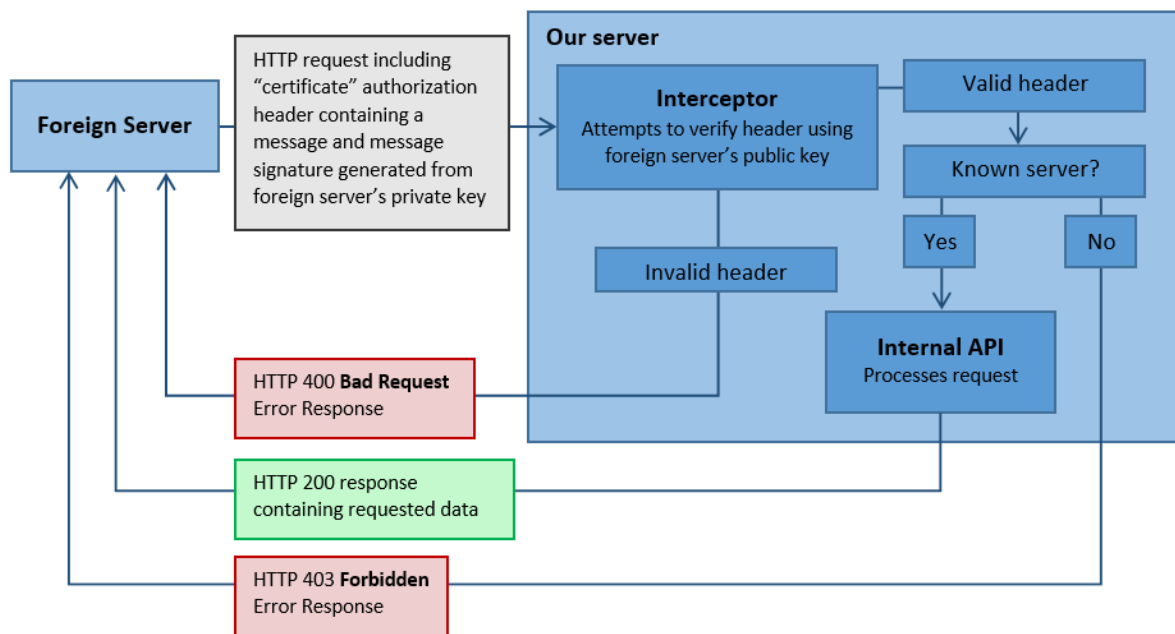 Foreign Server
HTTP request including
“certificate” authorization
header containing a
message and message
signature generated from
foreign server’s private key
Our server
Interceptor
Attempts to verify header using
foreign server’s public key
Valid header
Known server?
Yes
No
Invalid header
Internal API
Processes request
HTTP 400 Bad Request
Error Response
HTTP 200 response
containing requested data
HTTP 403 Forbidden
Error Response